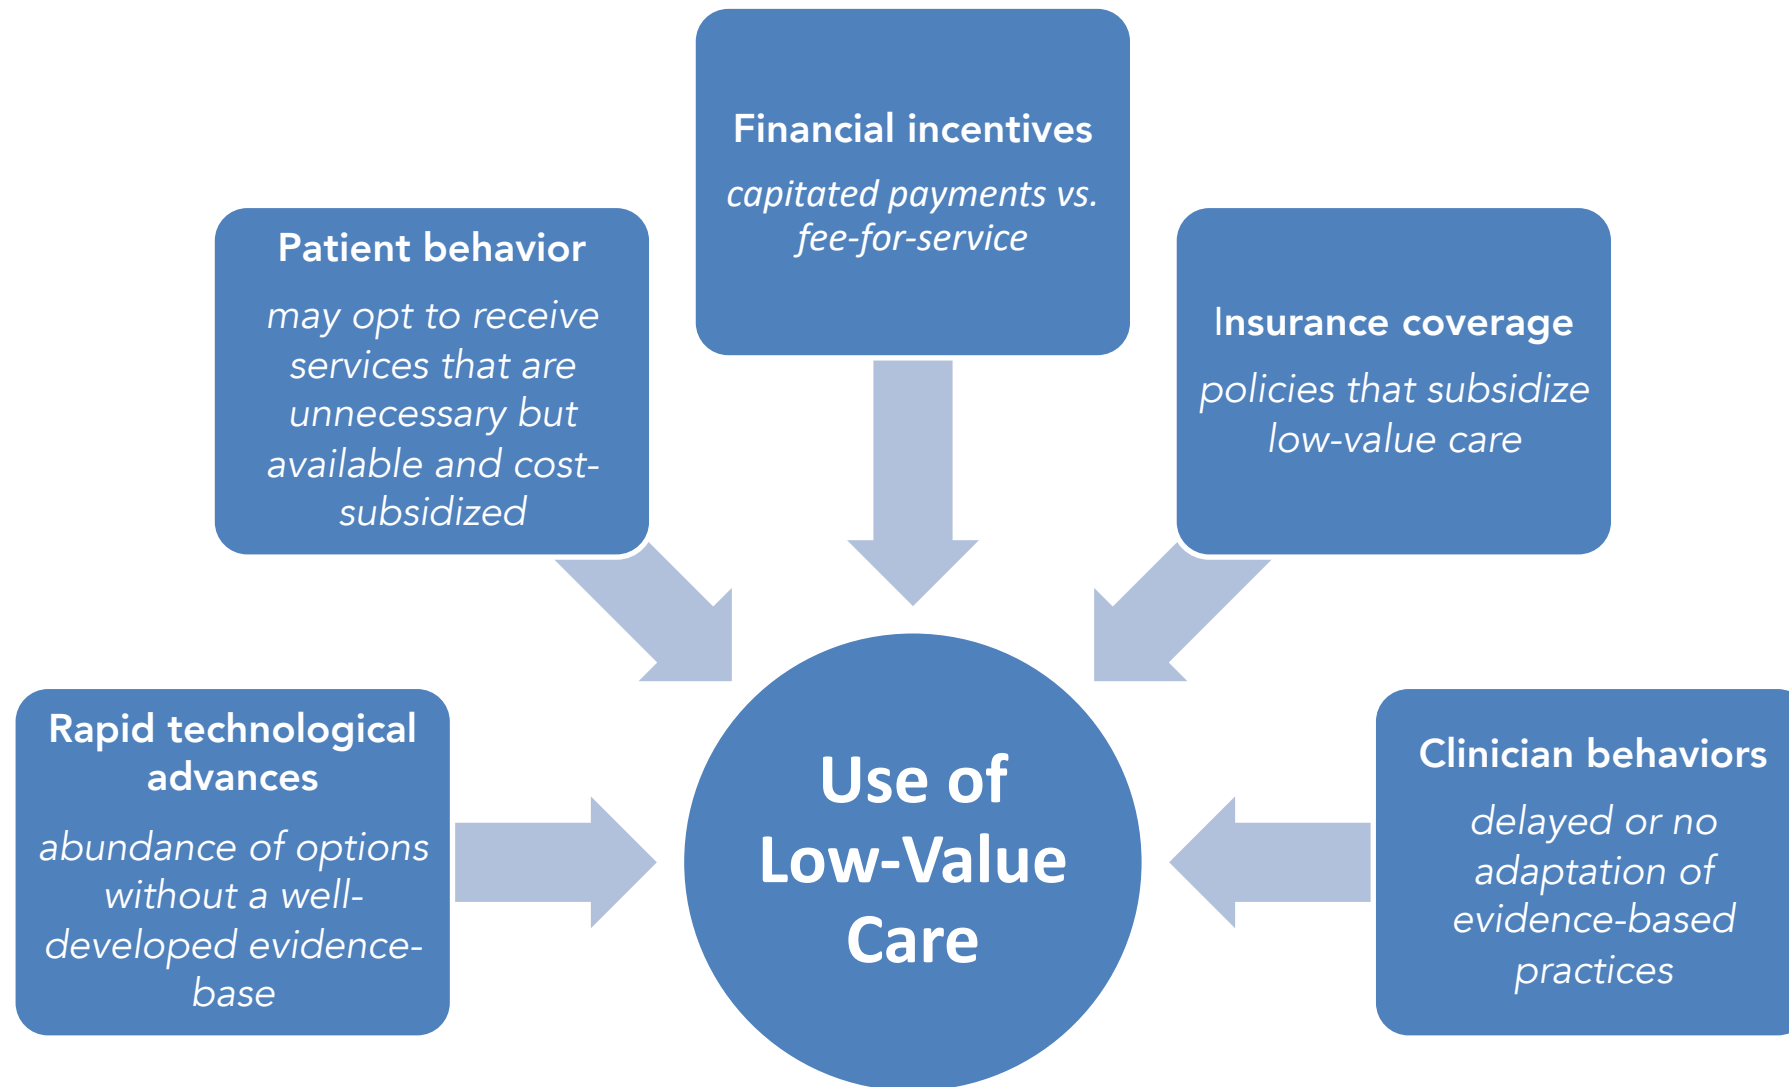 Financial incentives
capitated payments vs.
fee-for-service
Patient behavior
may opt to receive
services that are
unnecessary but
available and cost-
subsidized
Insurance coverage
policies that subsidize
low-value care
Rapid technological
advances
abundance of options
without a well-
developed evidence-
base
Use of
Low-Value
Care
Clinician behaviors
delayed or no
adaptation of
evidence-based
practices